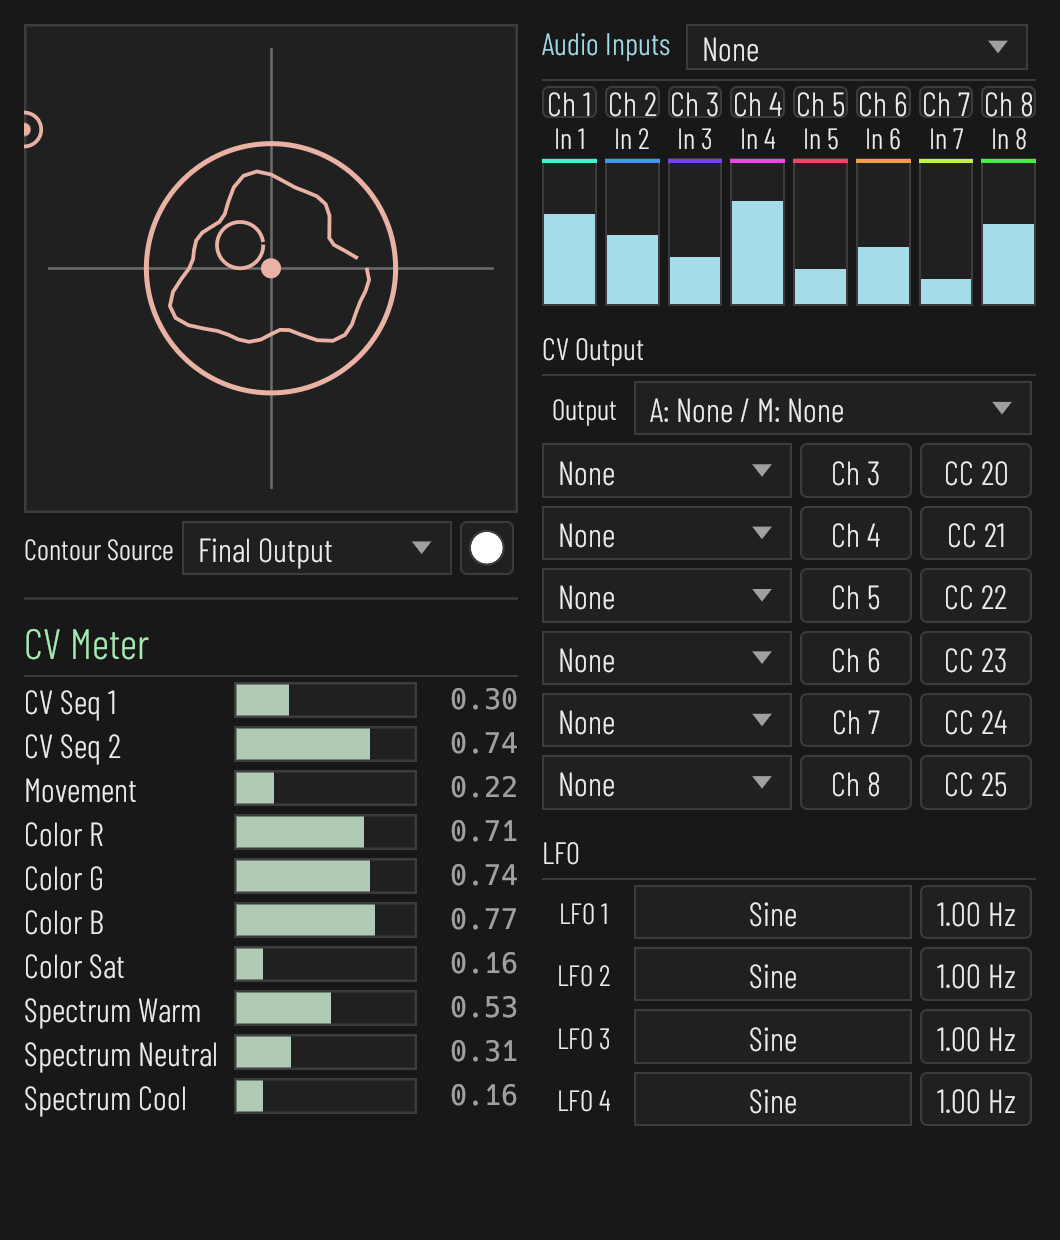 Audio Inputs None
Ch 1 Ch 2 Ch 3 Ch 4 Ch 5 Ch 6 Ch 7 Ch 8
In 1 In 2 In 3 In 4 In 5 In 6 In 7 In 8
CV Output
Output A: None / M: None
None Ch 3 CC 20
None Ch 4 CC 21
None Ch 5 CC 22
None Ch 6 CC 23
None Ch 7 CC 24
None Ch 8 CC 25
LFO
LFO 1 Sine 1.00 Hz
LFO 2 Sine 1.00 Hz
LFO 3 Sine 1.00 Hz
LFO 4 Sine 1.00 Hz
Contour Source Final Output
CV Meter
CV Seq 1 0.30
CV Seq 2 0.74
Movement 0.22
Color R 0.71
Color G 0.74
Color B 0.77
Color Sat 0.16
Spectrum Warm 0.53
Spectrum Neutral 0.31
Spectrum Cool 0.16